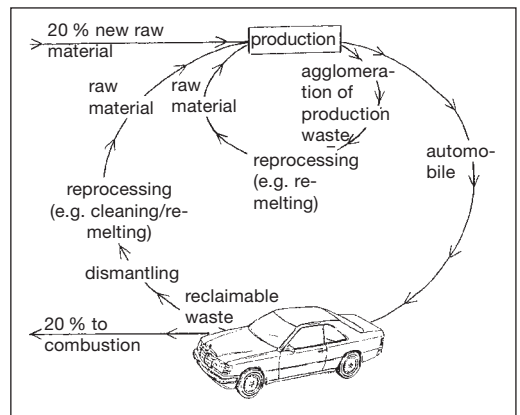 20 % new raw
material
production
raw
material
raw
material
agglomera-
tion of
production
waste
reprocessing
(e.g. re-
melting)
automo-
bile
reprocessing
(e.g. cleaning/re-
melting)
dismantling
reclaimable
waste
20 % to
combustion